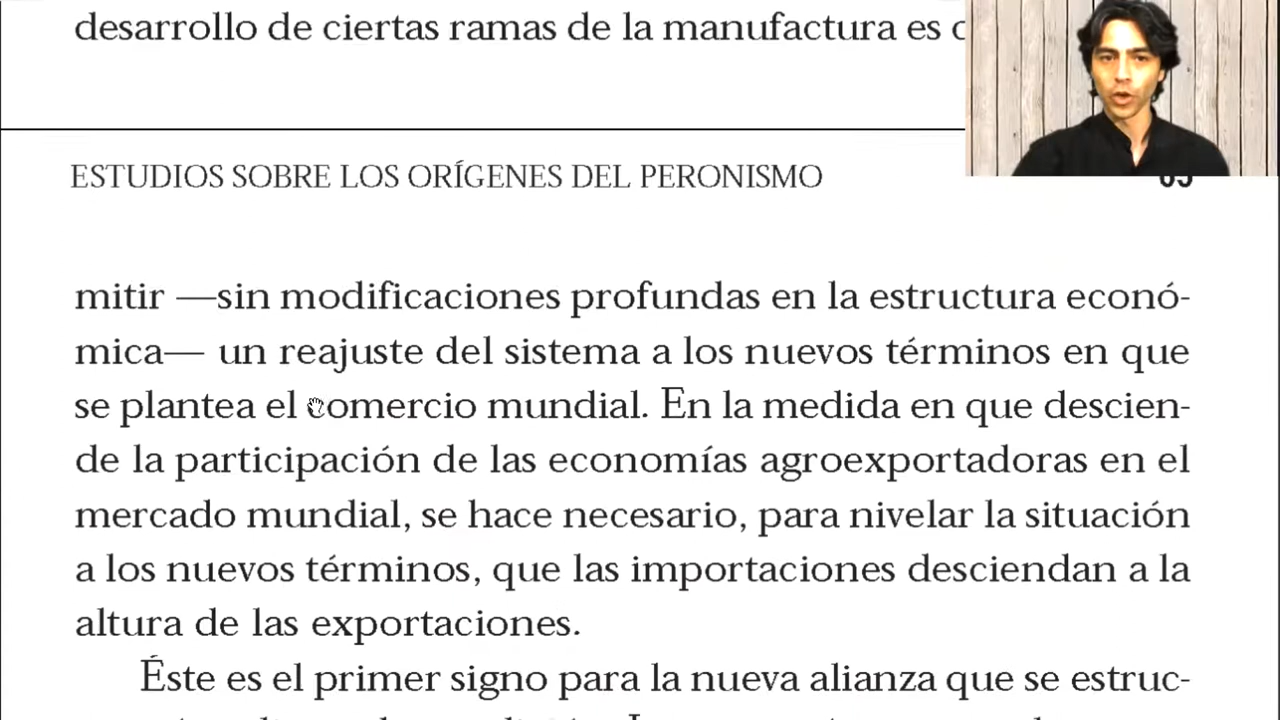 desarrollo de ciertas ramas de la manufactura es
ESTUDIOS SOBRE LOS ORÍGENES DEL PERONISMO
mitir —sin modificaciones profundas en la estructura econó-
mica— un reajuste del sistema a los nuevos términos en que
se plantea el comercio mundial. En la medida en que descien-
de la participación de las economías agroexportadoras en el
mercado mundial, se hace necesario, para nivelar la situación
a los nuevos términos, que las importaciones desciendan a la
altura de las exportaciones.
Éste es el primer signo para la nueva alianza que se estruc-